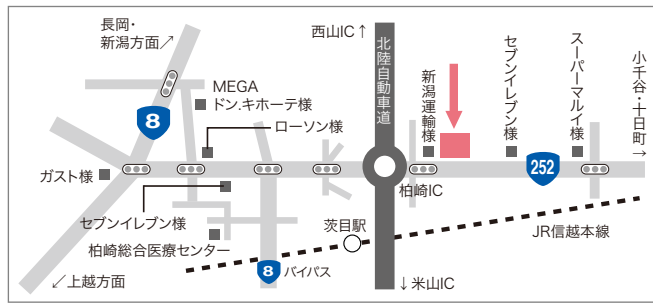 長岡・
新潟方面↗
西山IC↑
北陸自動車道
新潟運輸様
セブンイレブン様
スーパーマルイ様
小千谷・十日町→
MEGA
ドン.キホーテ様
8
ローソン様
ガスト様
252
柏崎IC
セブンイレブン様
茨目駅
JR信越本線
柏崎総合医療センター
8
バイパス
↙上越方面
↓米山IC